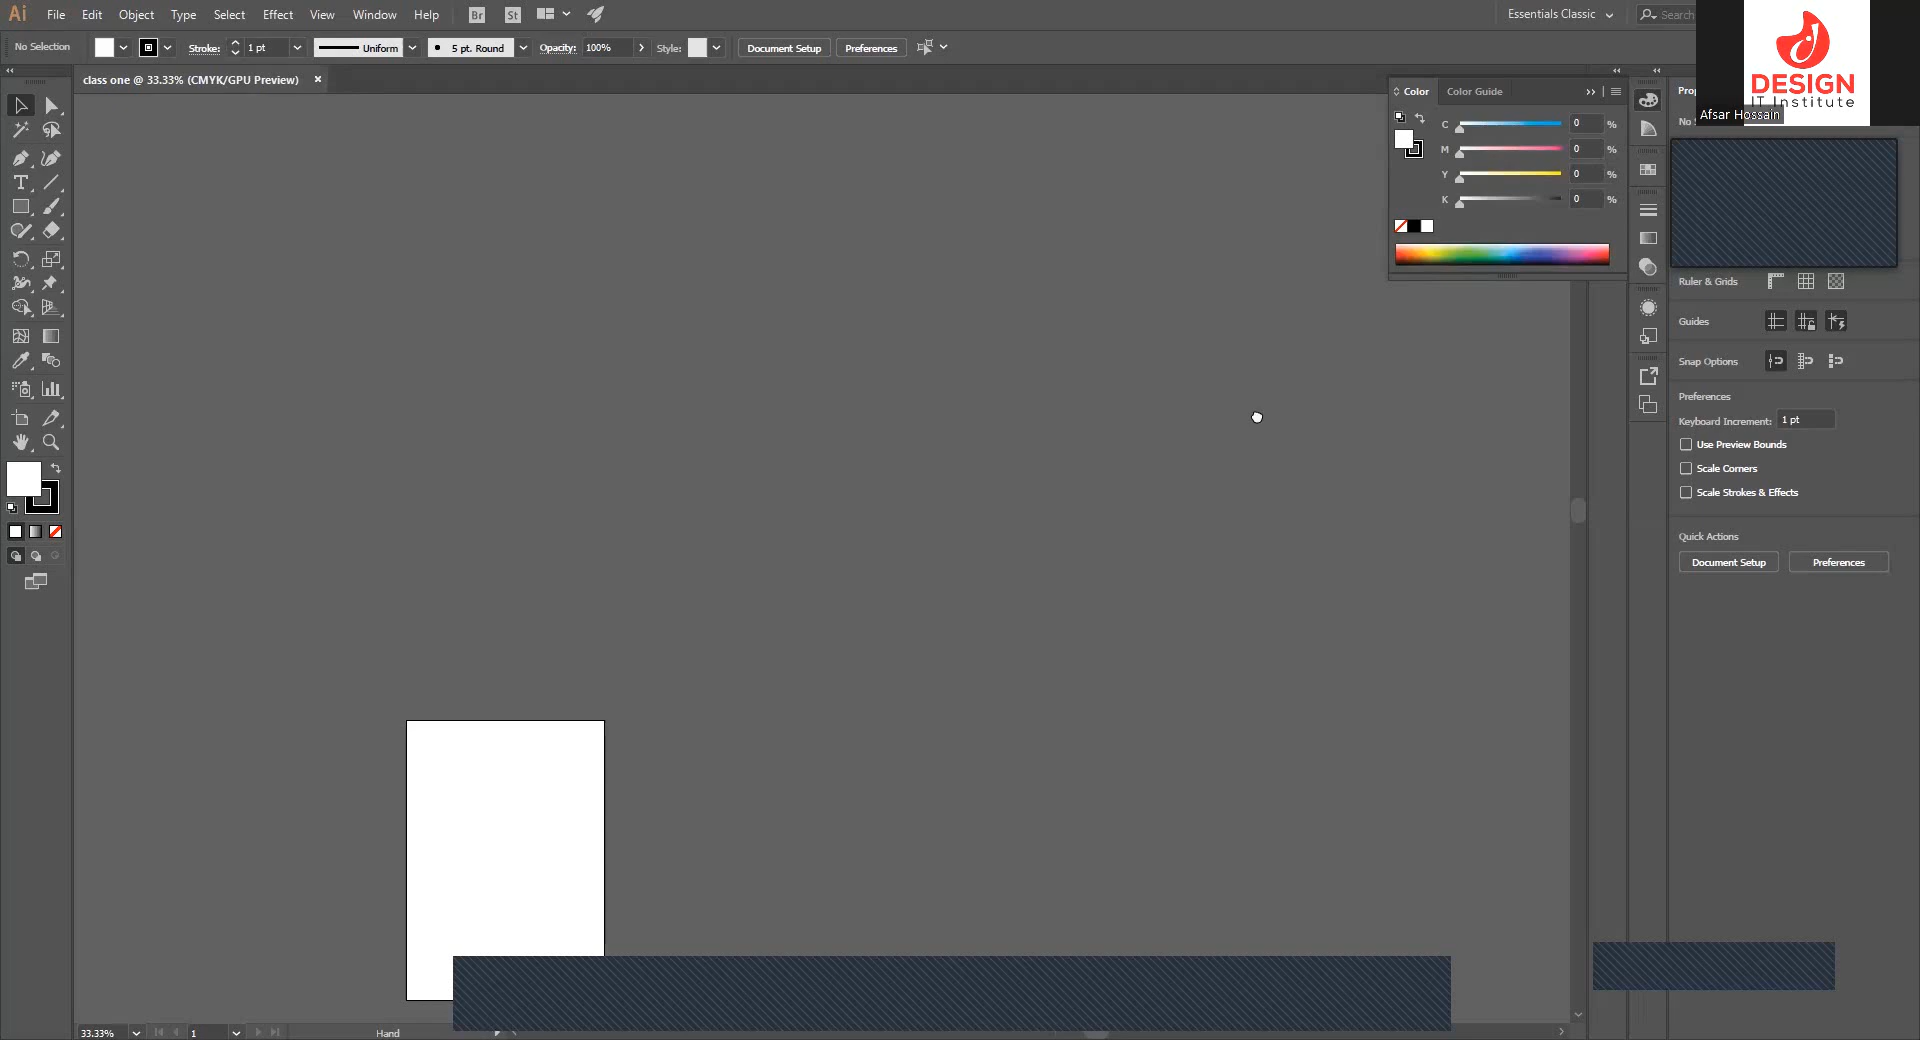 Ai File Edit Object Type Select Effect View Window Help Br St Essentials Classic Search
No Selection Stroke: 1 pt Uniform 5 pt. Round Opacity: 100% Style: Document Setup Preferences
class one @ 33.33% (CMYK/GPU Preview) ×
Color Color Guide
C 0 %
M 0 %
Y 0 %
K 0 %
DESIGN
IT Institute
Afsar Hossain
Ruler & Grids
Guides
Snap Options
Preferences
Keyboard Increment: 1 pt
Use Preview Bounds
Scale Corners
Scale Strokes & Effects
Quick Actions
Document Setup Preferences
33.33% 1 Hand